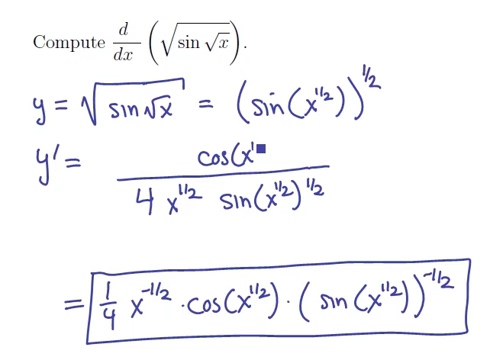 Compute d/dx (√(sin √x)).
y = √(sin √x) = (sin(x^1/2))^1/2
y' = cos(x^1 / 4 x^1/2 sin(x^1/2)^1/2
= 1/4 x^-1/2 · cos(x^1/2) · (sin(x^1/2))^-1/2